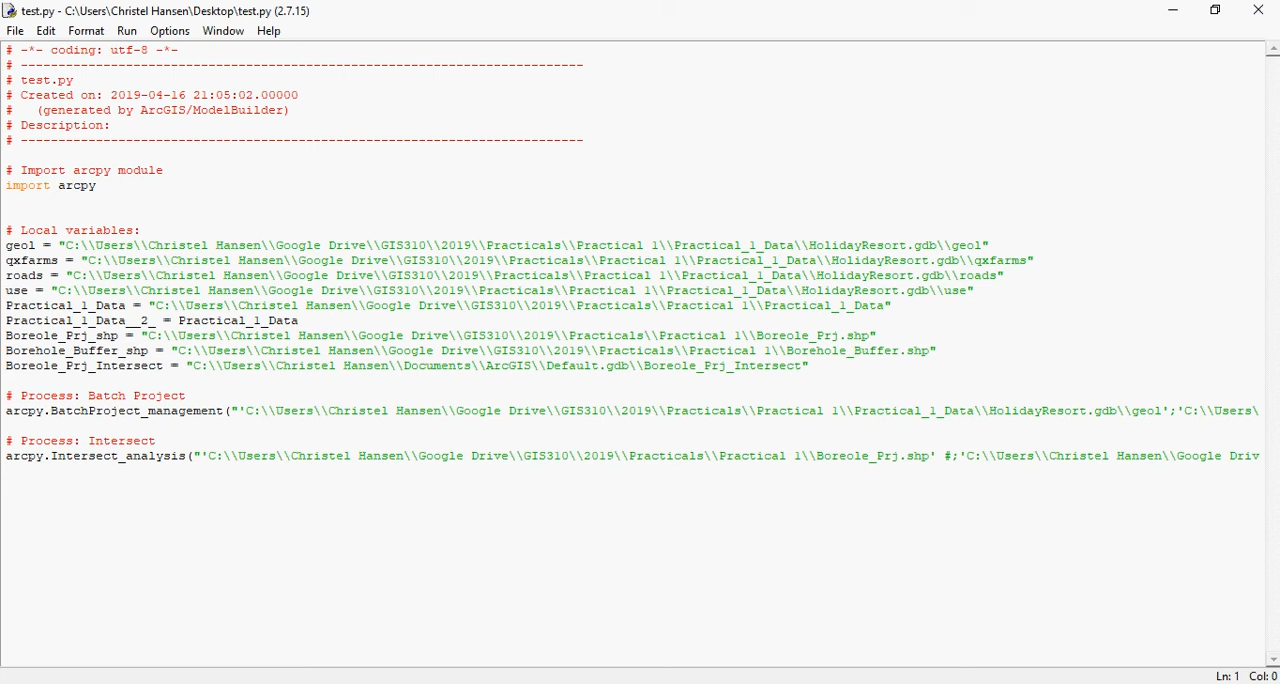 test.py - C:\Users\Christel Hansen\Desktop\test.py (2.7.15)
File Edit Format Run Options Window Help
# -*- coding: utf-8 -*-
# ---------------------------------------------------------------------------
# test.py
# Created on: 2019-04-16 21:05:02.00000
#   (generated by ArcGIS/ModelBuilder)
# Description:
# ---------------------------------------------------------------------------
# Import arcpy module
import arcpy
# Local variables:
geol = "C:\\Users\\Christel Hansen\\Google Drive\\GIS310\\2019\\Practicals\\Practical 1\\Practical_1_Data\\HolidayResort.gdb\\geol"
qxfarms = "C:\\Users\\Christel Hansen\\Google Drive\\GIS310\\2019\\Practicals\\Practical 1\\Practical_1_Data\\HolidayResort.gdb\\qxfarms"
roads = "C:\\Users\\Christel Hansen\\Google Drive\\GIS310\\2019\\Practicals\\Practical 1\\Practical_1_Data\\HolidayResort.gdb\\roads"
use = "C:\\Users\\Christel Hansen\\Google Drive\\GIS310\\2019\\Practicals\\Practical 1\\Practical_1_Data\\HolidayResort.gdb\\use"
Practical_1_Data = "C:\\Users\\Christel Hansen\\Google Drive\\GIS310\\2019\\Practicals\\Practical 1\\Practical_1_Data"
Practical_1_Data__2_ = Practical_1_Data
Boreole_Prj_shp = "C:\\Users\\Christel Hansen\\Google Drive\\GIS310\\2019\\Practicals\\Practical 1\\Boreole_Prj.shp"
Borehole_Buffer_shp = "C:\\Users\\Christel Hansen\\Google Drive\\GIS310\\2019\\Practicals\\Practical 1\\Borehole_Buffer.shp"
Boreole_Prj_Intersect = "C:\\Users\\Christel Hansen\\Documents\\ArcGIS\\Default.gdb\\Boreole_Prj_Intersect"
# Process: Batch Project
arcpy.BatchProject_management("'C:\\Users\\Christel Hansen\\Google Drive\\GIS310\\2019\\Practicals\\Practical 1\\Practical_1_Data\\HolidayResort.gdb\\geol';'C:\\Users\
# Process: Intersect
arcpy.Intersect_analysis("'C:\\Users\\Christel Hansen\\Google Drive\\GIS310\\2019\\Practicals\\Practical 1\\Boreole_Prj.shp' #;'C:\\Users\\Christel Hansen\\Google Driv
Ln: 1 Col: 0